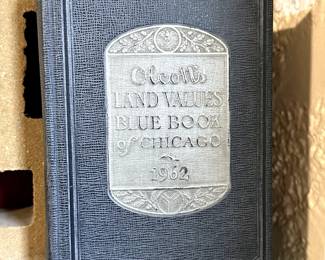 Olcott's
LAND VALUES
BLUE BOOK
of CHICAGO
1962